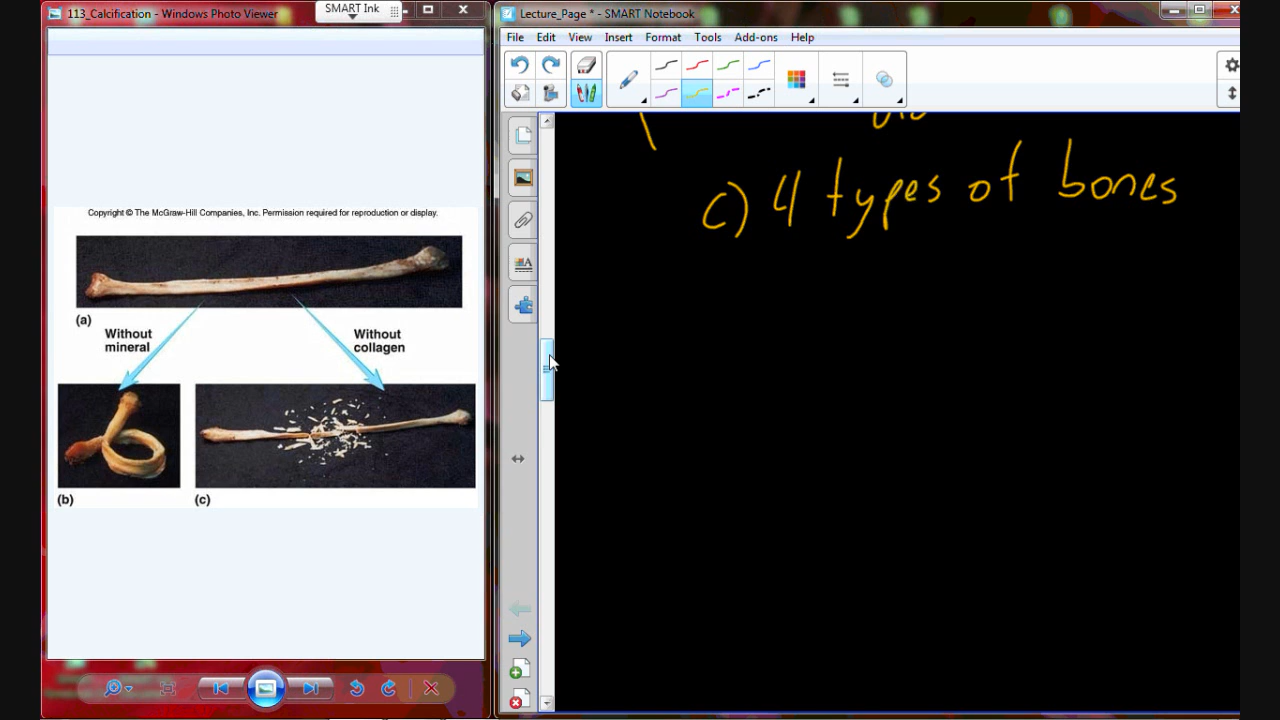 113_Calcification - Windows Photo Viewer
SMART Ink
Copyright © The McGraw-Hill Companies, Inc. Permission required for reproduction or display.
(a)
Without
mineral
Without
collagen
(b)
(c)
Lecture_Page * - SMART Notebook
File Edit View Insert Format Tools Add-ons Help
c) 4 types of bones